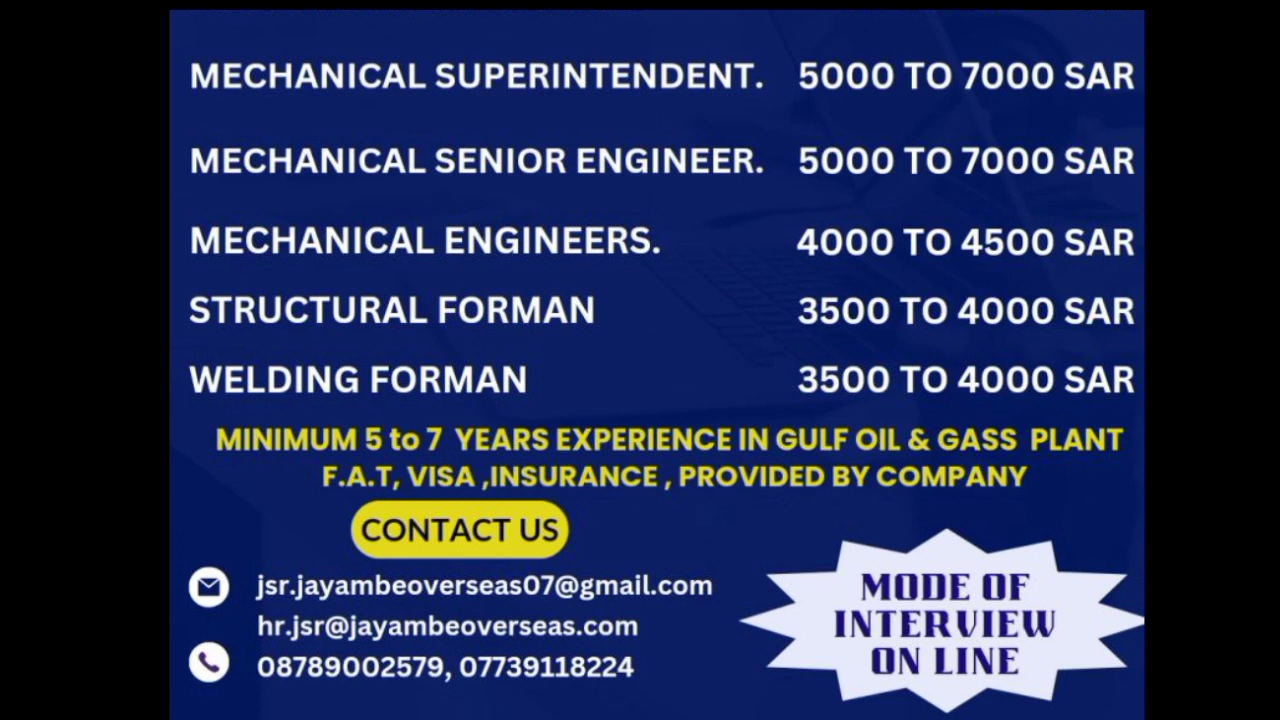 MECHANICAL SUPERINTENDENT. 5000 TO 7000 SAR
MECHANICAL SENIOR ENGINEER. 5000 TO 7000 SAR
MECHANICAL ENGINEERS. 4000 TO 4500 SAR
STRUCTURAL FORMAN 3500 TO 4000 SAR
WELDING FORMAN 3500 TO 4000 SAR
MINIMUM 5 to 7 YEARS EXPERIENCE IN GULF OIL & GASS PLANT
F.A.T, VISA ,INSURANCE , PROVIDED BY COMPANY
CONTACT US
jsr.jayambeoverseas07@gmail.com
hr.jsr@jayambeoverseas.com
08789002579, 07739118224
MODE OF
INTERVIEW
ON LINE